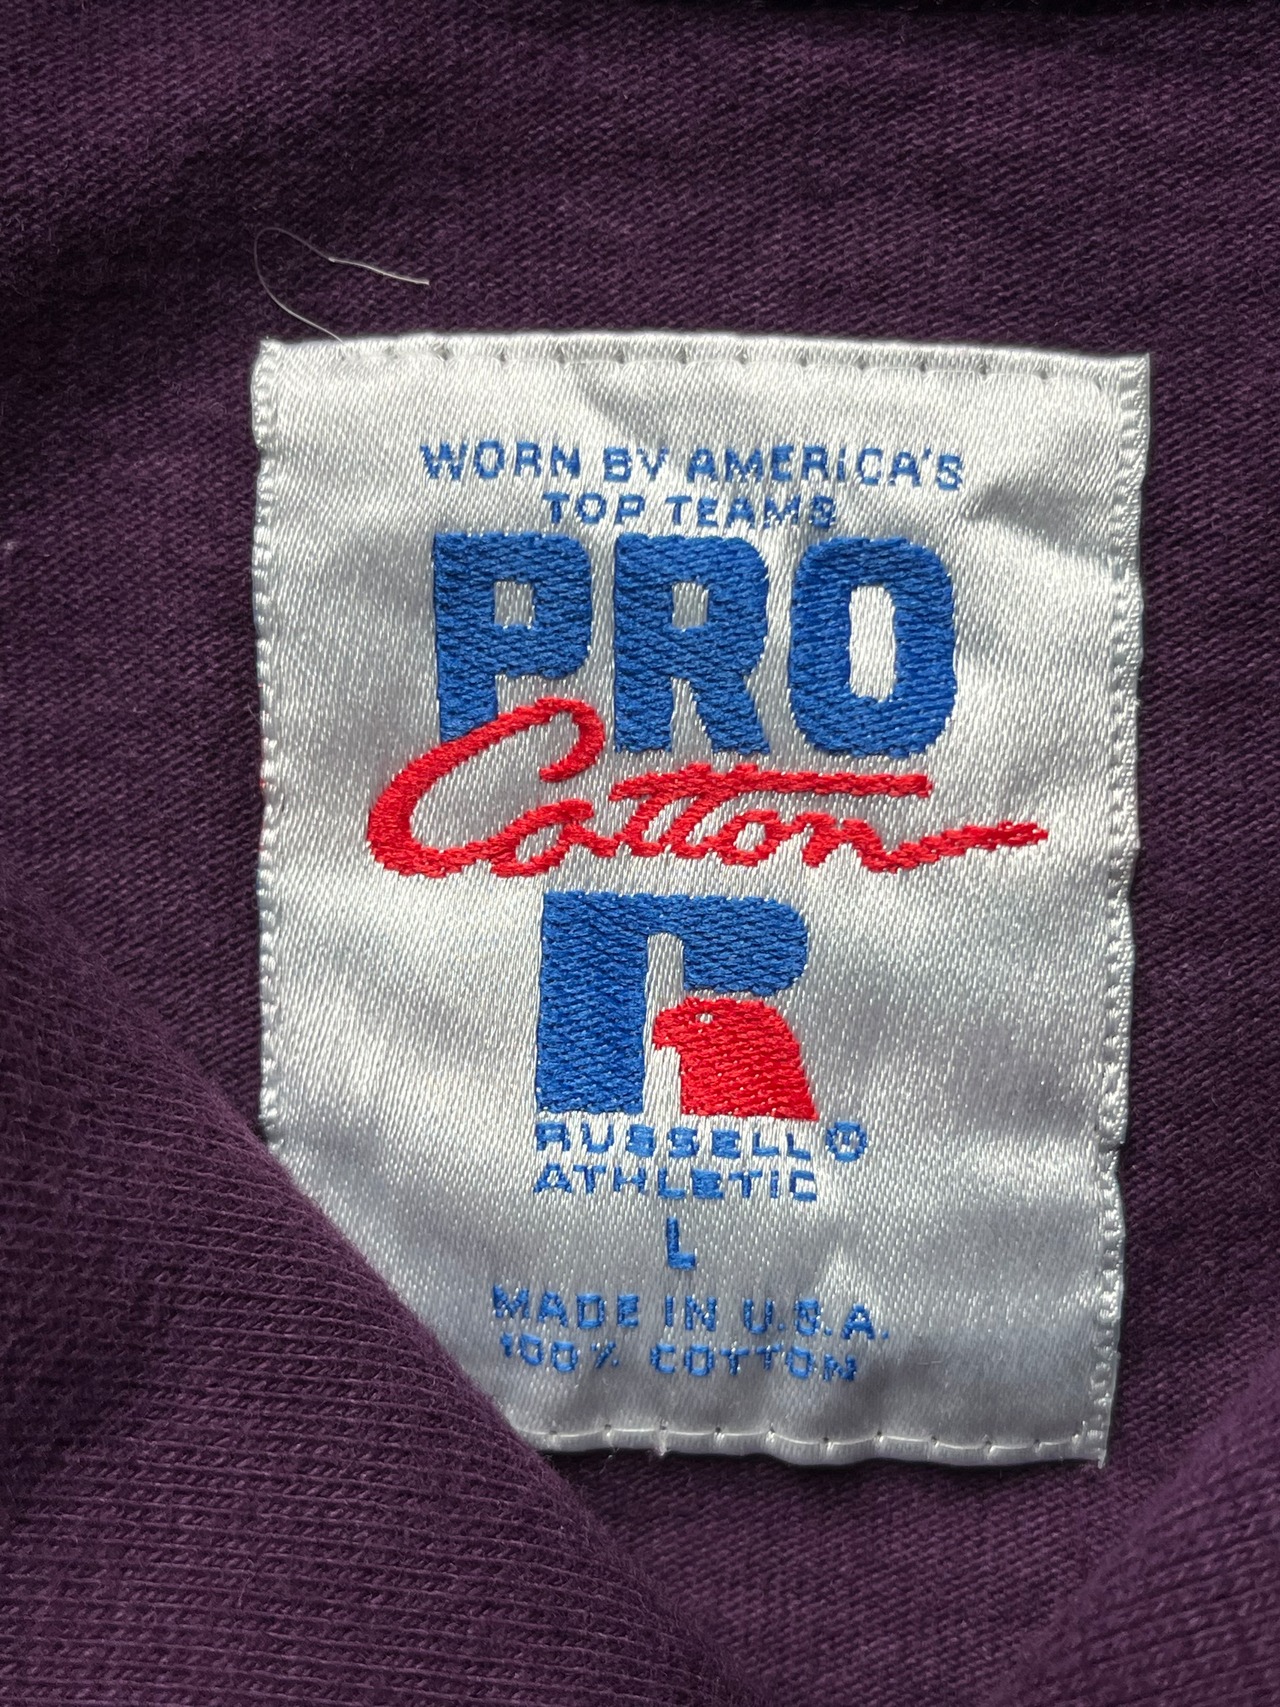 WORN BY AMERICA'S
TOP TEAMS
PRO
Cotton
R
RUSSELL®
ATHLETIC
L
MADE IN U.S.A.
100% COTTON